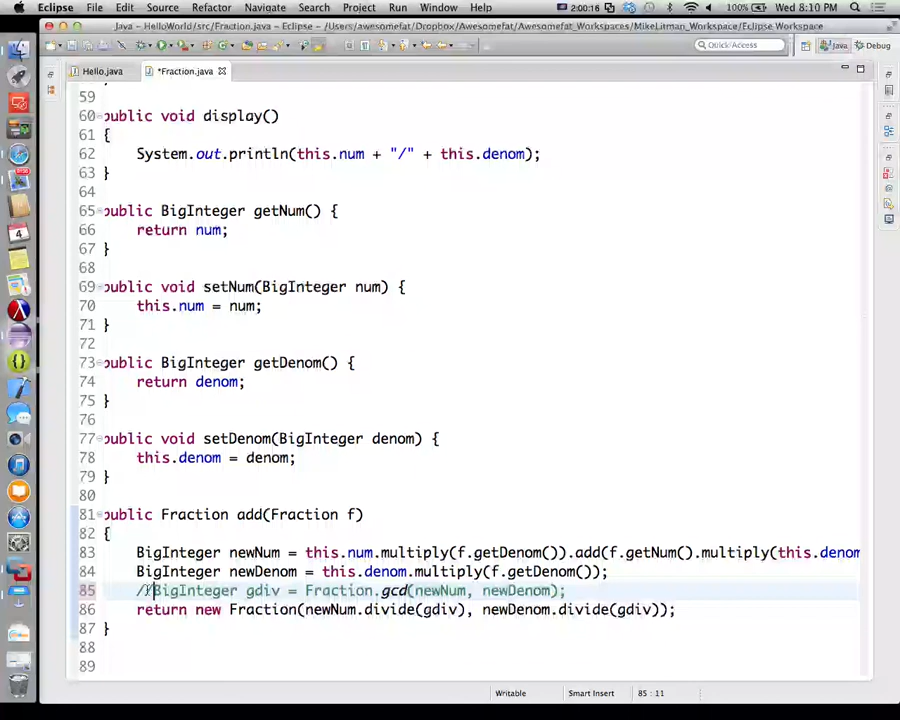 Eclipse File Edit Source Refactor Navigate Search Project Run Window Help 2:00:16 100% Wed 8:10 PM
Java - HelloWorld/src/Fraction.java - Eclipse - /Users/awesomefat/Dropbox/Awesomefat/Awesomefat_Workspaces/MikeLitman_Workspace/Eclipse Workspace
Quick Access Java Debug
Hello.java *Fraction.java
59
60 public void display()
61 {
62 System.out.println(this.num + "/" + this.denom);
63 }
64
65 public BigInteger getNum() {
66 return num;
67 }
68
69 public void setNum(BigInteger num) {
70 this.num = num;
71 }
72
73 public BigInteger getDenom() {
74 return denom;
75 }
76
77 public void setDenom(BigInteger denom) {
78 this.denom = denom;
79 }
80
81 public Fraction add(Fraction f)
82 {
83 BigInteger newNum = this.num.multiply(f.getDenom()).add(f.getNum().multiply(this.denom
84 BigInteger newDenom = this.denom.multiply(f.getDenom());
85 //BigInteger gdiv = Fraction.gcd(newNum, newDenom);
86 return new Fraction(newNum.divide(gdiv), newDenom.divide(gdiv));
87 }
88
89
Writable Smart Insert 85 : 11